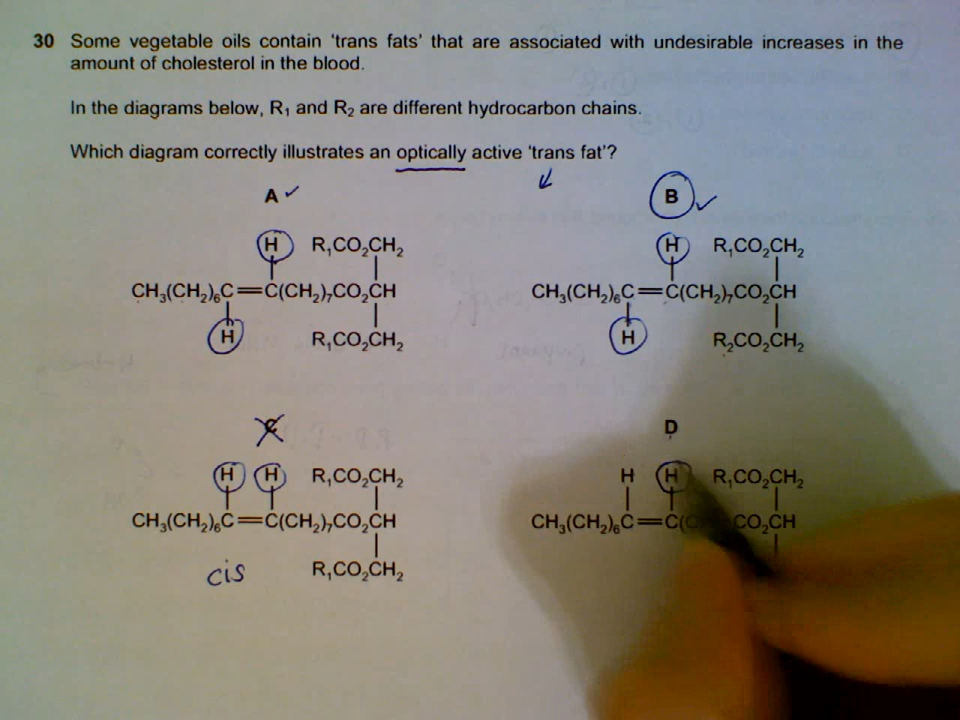 30 Some vegetable oils contain 'trans fats' that are associated with undesirable increases in the
amount of cholesterol in the blood.
In the diagrams below, R₁ and R₂ are different hydrocarbon chains.
Which diagram correctly illustrates an optically active 'trans fat'?
A
H R₁CO₂CH₂
CH₃(CH₂)₆C=C(CH₂)₇CO₂CH
H R₁CO₂CH₂
B
H R₁CO₂CH₂
CH₃(CH₂)₆C=C(CH₂)₇CO₂CH
H R₂CO₂CH₂
C
H H R₁CO₂CH₂
CH₃(CH₂)₆C=C(CH₂)₇CO₂CH
cis R₁CO₂CH₂
D
H H R₁CO₂CH₂
CH₃(CH₂)₆C=C( CO₂CH